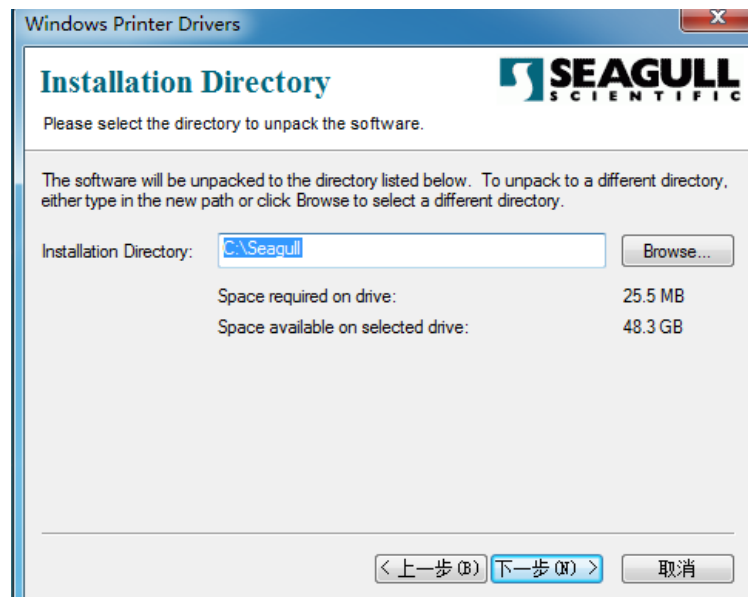 Windows Printer Drivers
x
Installation Directory
SEAGULL
SCIENTIFIC
Please select the directory to unpack the software.
The software will be unpacked to the directory listed below. To unpack to a different directory,
either type in the new path or click Browse to select a different directory.
Installation Directory: C:\Seagull Browse...
Space required on drive: 25.5 MB
Space available on selected drive: 48.3 GB
< 上一步(B) 下一步(N) > 取消